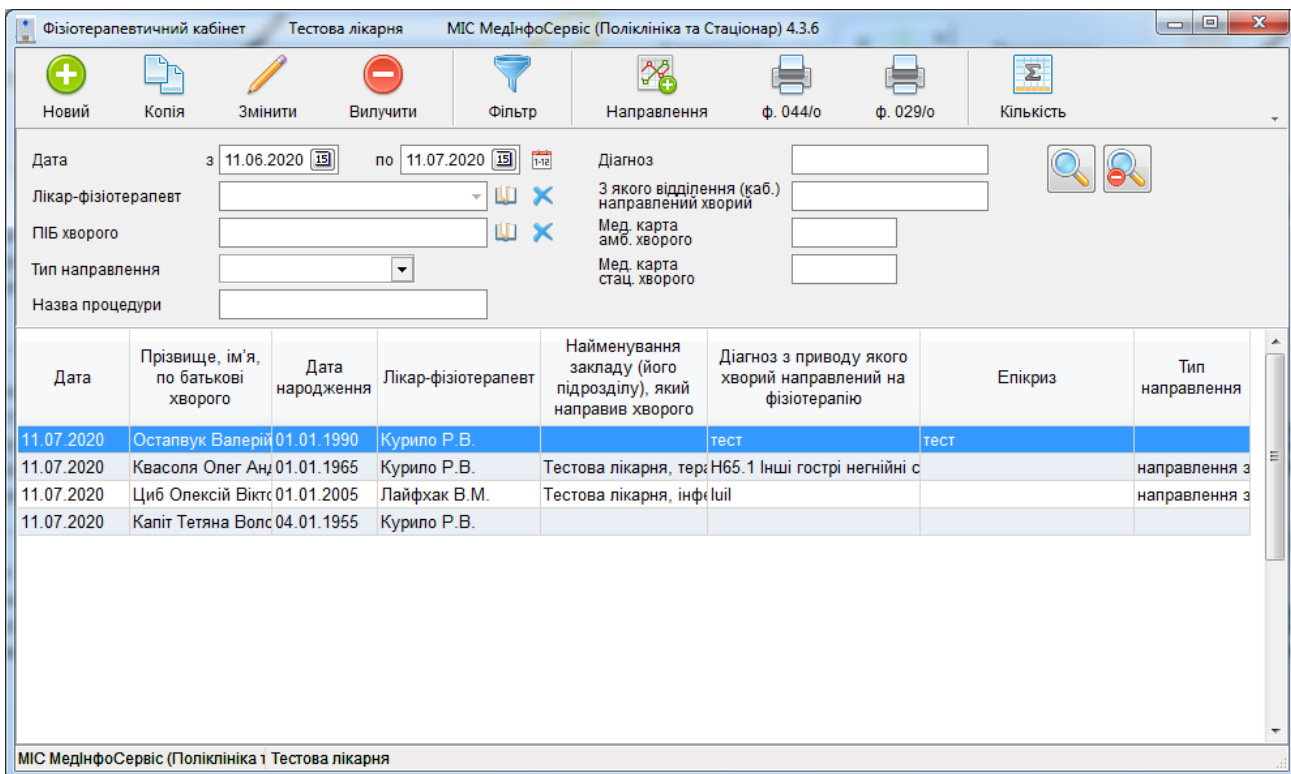 Фізіотерапевтичний кабінет Тестова лікарня МІС МедІнфоСервіс (Поліклініка та Стаціонар) 4.3.6
Новий Копія Змінити Вилучити Фільтр Направлення ф. 044/о ф. 029/о Кількість
Дата з 11.06.2020 15 по 11.07.2020 15 1-12
Лікар-фізіотерапевт
ПІБ хворого
Тип направлення
Назва процедури
Діагноз
З якого відділення (каб.)
направлений хворий
Мед. карта
амб. хворого
Мед. карта
стац. хворого
Дата
Прізвище, ім'я,
по батькові
хворого
Дата
народження
Лікар-фізіотерапевт
Найменування
закладу (його
підрозділу), який
направив хворого
Діагноз з приводу якого
хворий направлений на
фізіотерапію
Епікриз
Тип
направлення
11.07.2020 Остапвук Валерій 01.01.1990 Курило Р.В. тест тест
11.07.2020 Квасоля Олег Анд 01.01.1965 Курило Р.В. Тестова лікарня, тера H65.1 Інші гострі негнійні с направлення з
11.07.2020 Циб Олексій Вікто 01.01.2005 Лайфхак В.М. Тестова лікарня, інфе luil направлення з
11.07.2020 Капіт Тетяна Воло 04.01.1955 Курило Р.В.
МІС МедІнфоСервіс (Поліклініка т Тестова лікарня